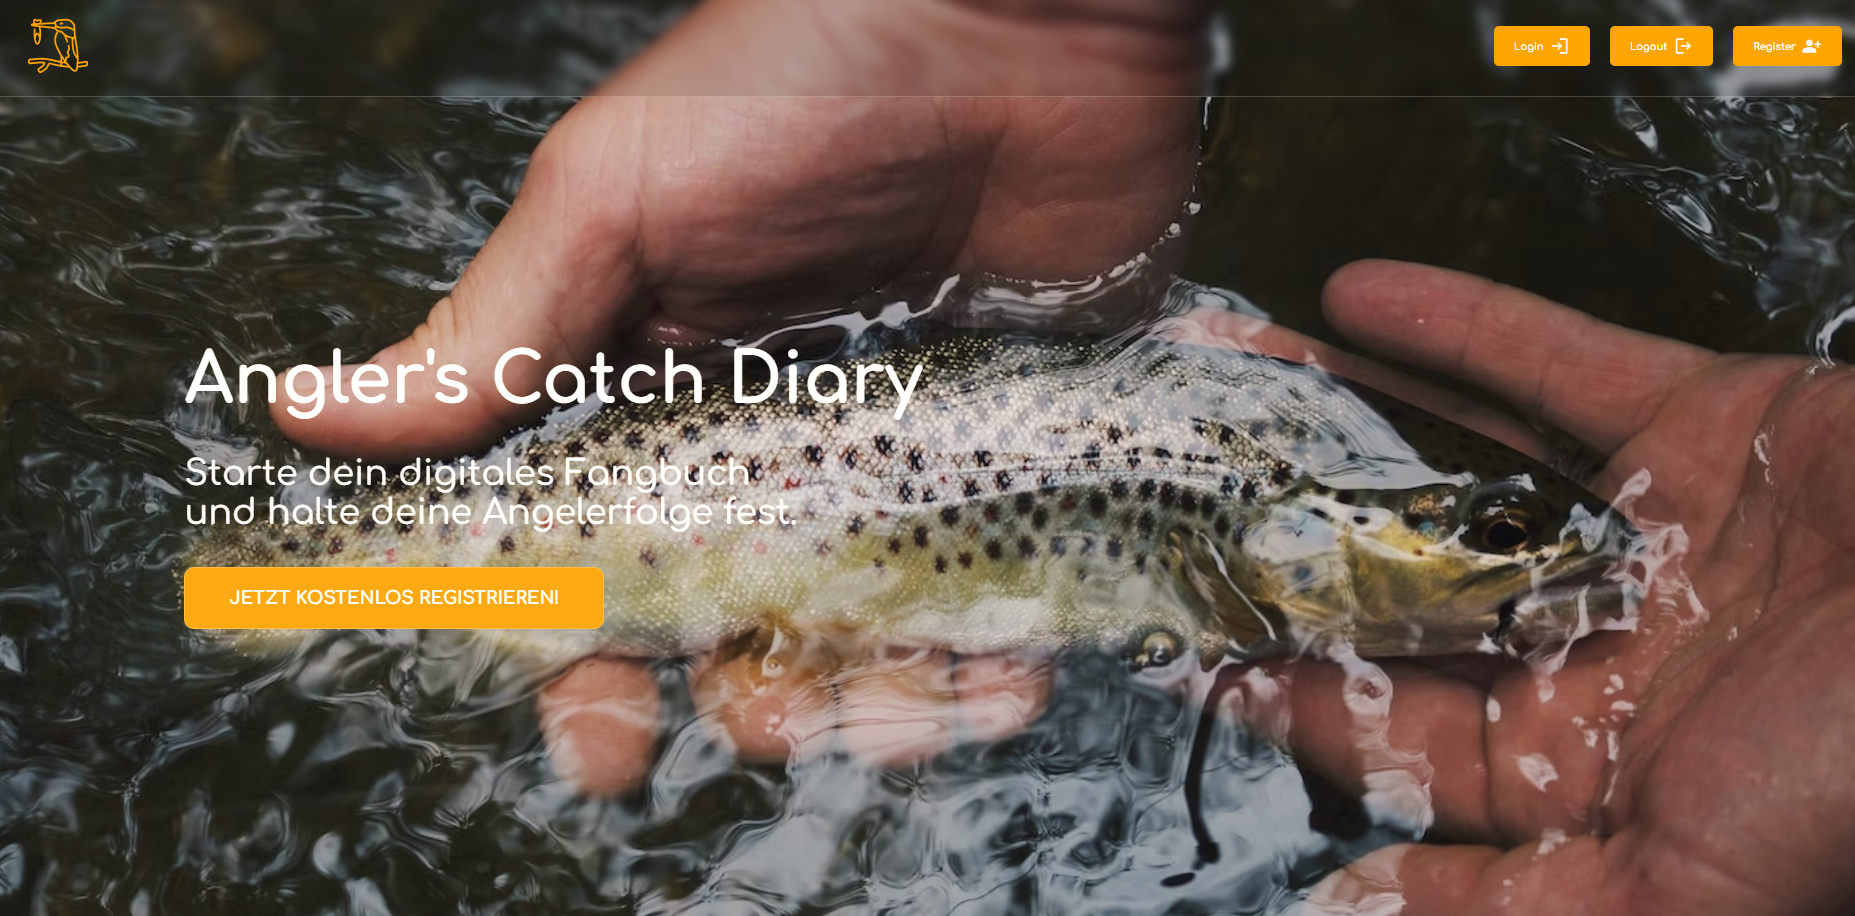 Login
Logout
Register
Angler's Catch Diary
Starte dein digitales Fangbuch
und halte deine Angelerfolge fest.
JETZT KOSTENLOS REGISTRIEREN!